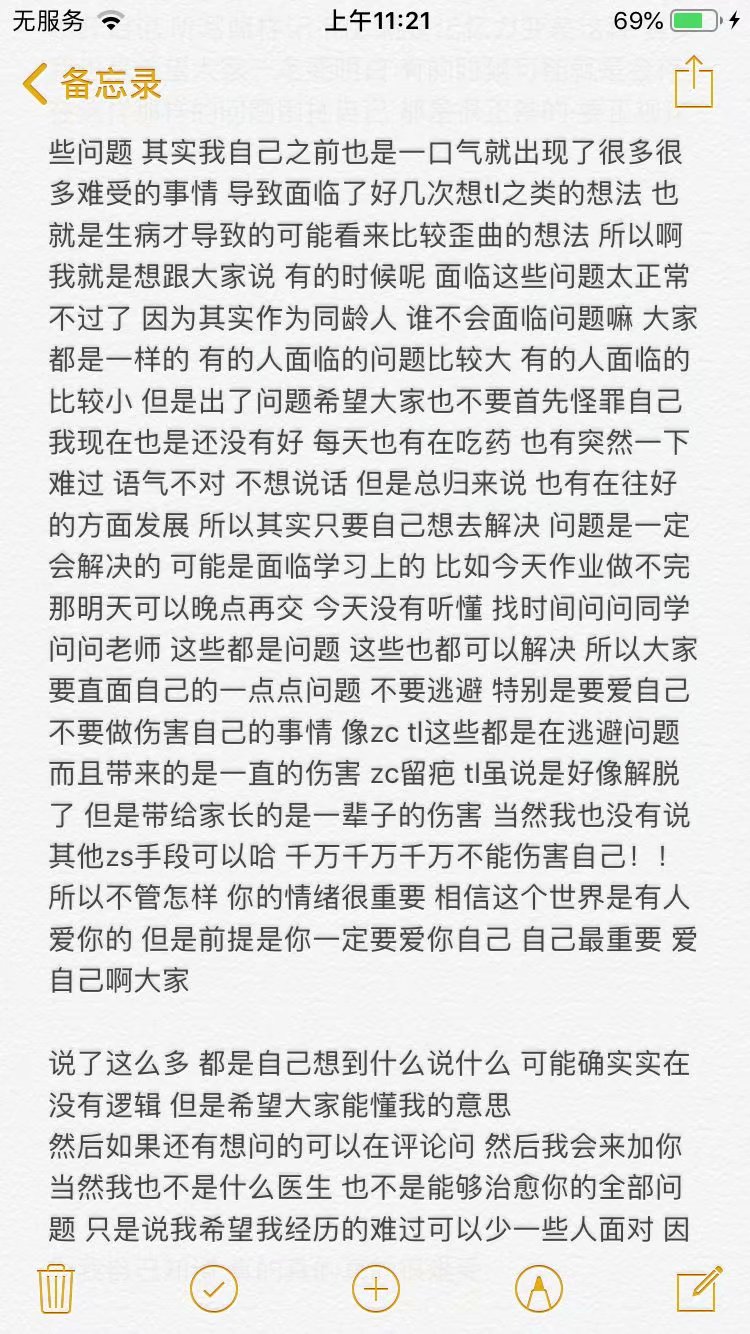 无服务 上午11:21 69%
备忘录
些问题 其实我自己之前也是一口气就出现了很多很
多难受的事情 导致面临了好几次想tl之类的想法 也
就是生病才导致的可能看来比较歪曲的想法 所以啊
我就是想跟大家说 有的时候呢 面临这些问题太正常
不过了 因为其实作为同龄人 谁不会面临问题嘛 大家
都是一样的 有的人面临的问题比较大 有的人面临的
比较小 但是出了问题希望大家也不要首先怪罪自己
我现在也是还没有好 每天也有在吃药 也有突然一下
难过 语气不对 不想说话 但是总归来说 也有在往好
的方面发展 所以其实只要自己想去解决 问题是一定
会解决的 可能是面临学习上的 比如今天作业做不完
那明天可以晚点再交 今天没有听懂 找时间问问同学
问问老师 这些都是问题 这些也都可以解决 所以大家
要直面自己的一点点问题 不要逃避 特别是要爱自己
不要做伤害自己的事情 像zc tl这些都是在逃避问题
而且带来的是一直的伤害 zc留疤 tl虽说是好像解脱
了 但是带给家长的是一辈子的伤害 当然我也没有说
其他zs手段可以哈 千万千万千万不能伤害自己！！
所以不管怎样 你的情绪很重要 相信这个世界是有人
爱你的 但是前提是你一定要爱你自己 自己最重要 爱
自己啊大家
说了这么多 都是自己想到什么说什么 可能确实实在
没有逻辑 但是希望大家能懂我的意思
然后如果还有想问的可以在评论问 然后我会来加你
当然我也不是什么医生 也不是能够治愈你的全部问
题 只是说我希望我经历的难过可以少一些人面对 因